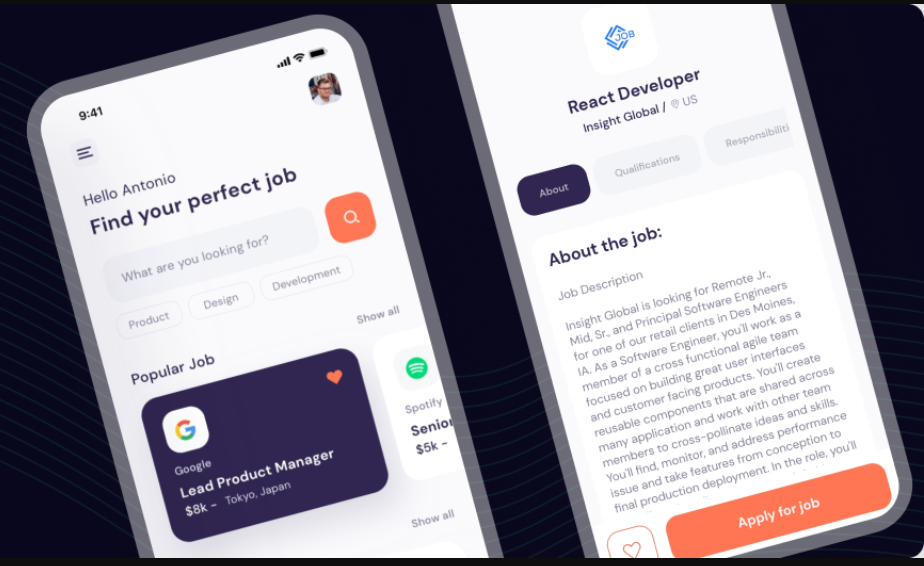 9:41
Hello Antonio
Find your perfect job
What are you looking for?
Product
Design
Development
Popular Job
Show all
Google
Lead Product Manager
$8k - Tokyo, Japan
Spotify
Senior
$5k -
Show all
JOB
React Developer
Insight Global / US
About
Qualifications
Responsibiliti
About the job:
Job Description
Insight Global is looking for Remote Jr.,
Mid, Sr., and Principal Software Engineers
for one of our retail clients in Des Moines,
IA. As a Software Engineer, you'll work as a
member of a cross functional agile team
focused on building great user interfaces
and customer facing products. You'll create
reusable components that are shared across
many application and work with other team
members to cross-pollinate ideas and skills.
You'll find, monitor, and address performance
issue and take features from conception to
final production deployment. In the role, you'll
Apply for job